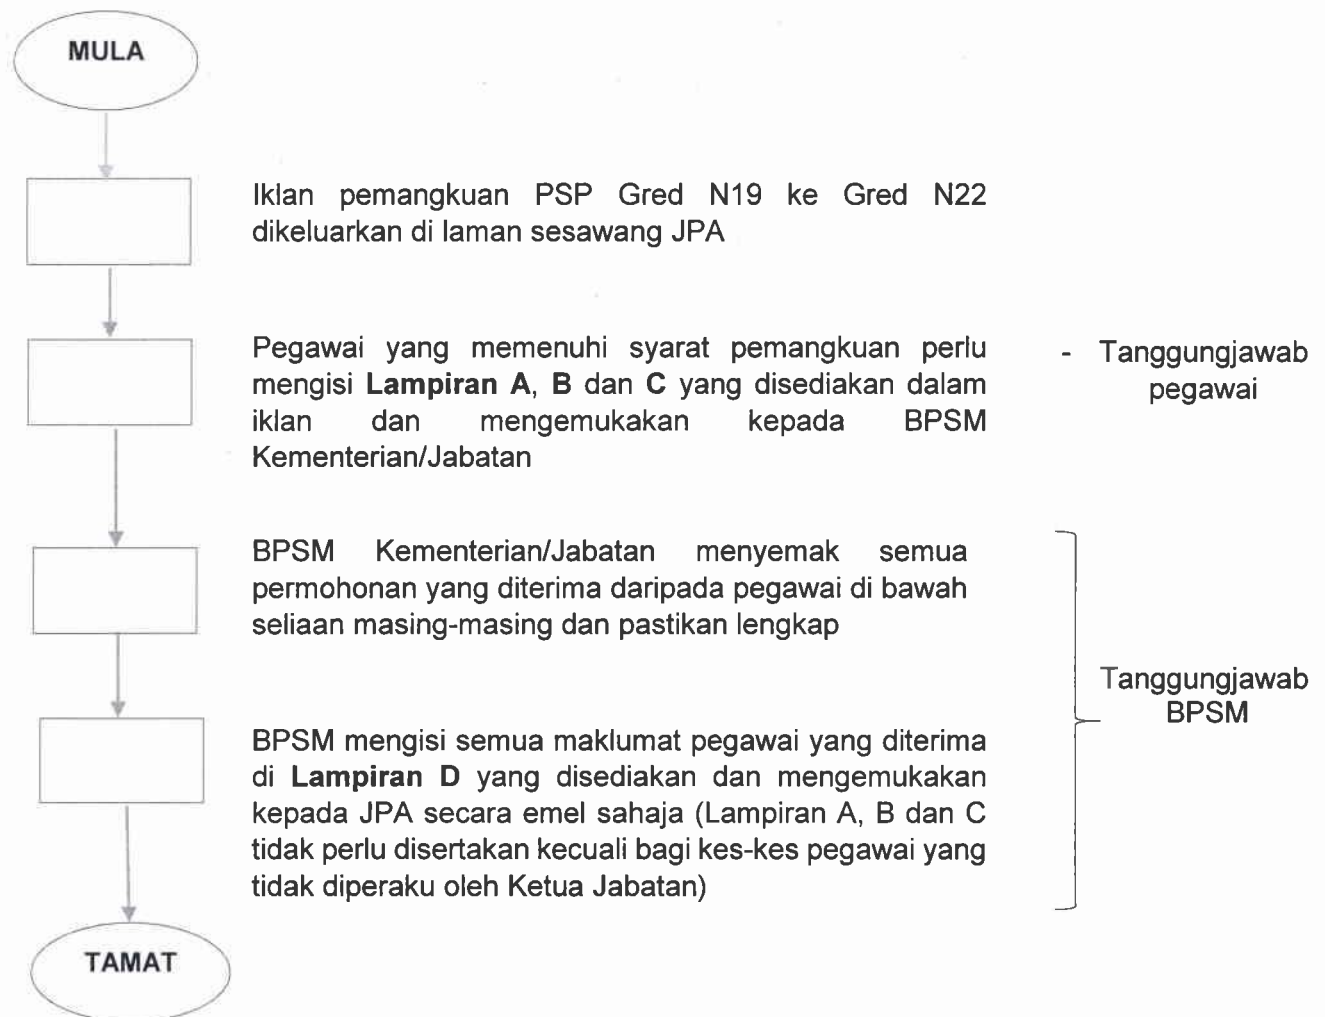 MULA
Iklan pemangkuan PSP Gred N19 ke Gred N22
dikeluarkan di laman sesawang JPA
Pegawai yang memenuhi syarat pemangkuan perlu
mengisi Lampiran A, B dan C yang disediakan dalam
iklan dan mengemukakan kepada BPSM
Kementerian/Jabatan
- Tanggungjawab
pegawai
BPSM Kementerian/Jabatan menyemak semua
permohonan yang diterima daripada pegawai di bawah
seliaan masing-masing dan pastikan lengkap
BPSM mengisi semua maklumat pegawai yang diterima
di Lampiran D yang disediakan dan mengemukakan
kepada JPA secara emel sahaja (Lampiran A, B dan C
tidak perlu disertakan kecuali bagi kes-kes pegawai yang
tidak diperaku oleh Ketua Jabatan)
Tanggungjawab
BPSM
TAMAT